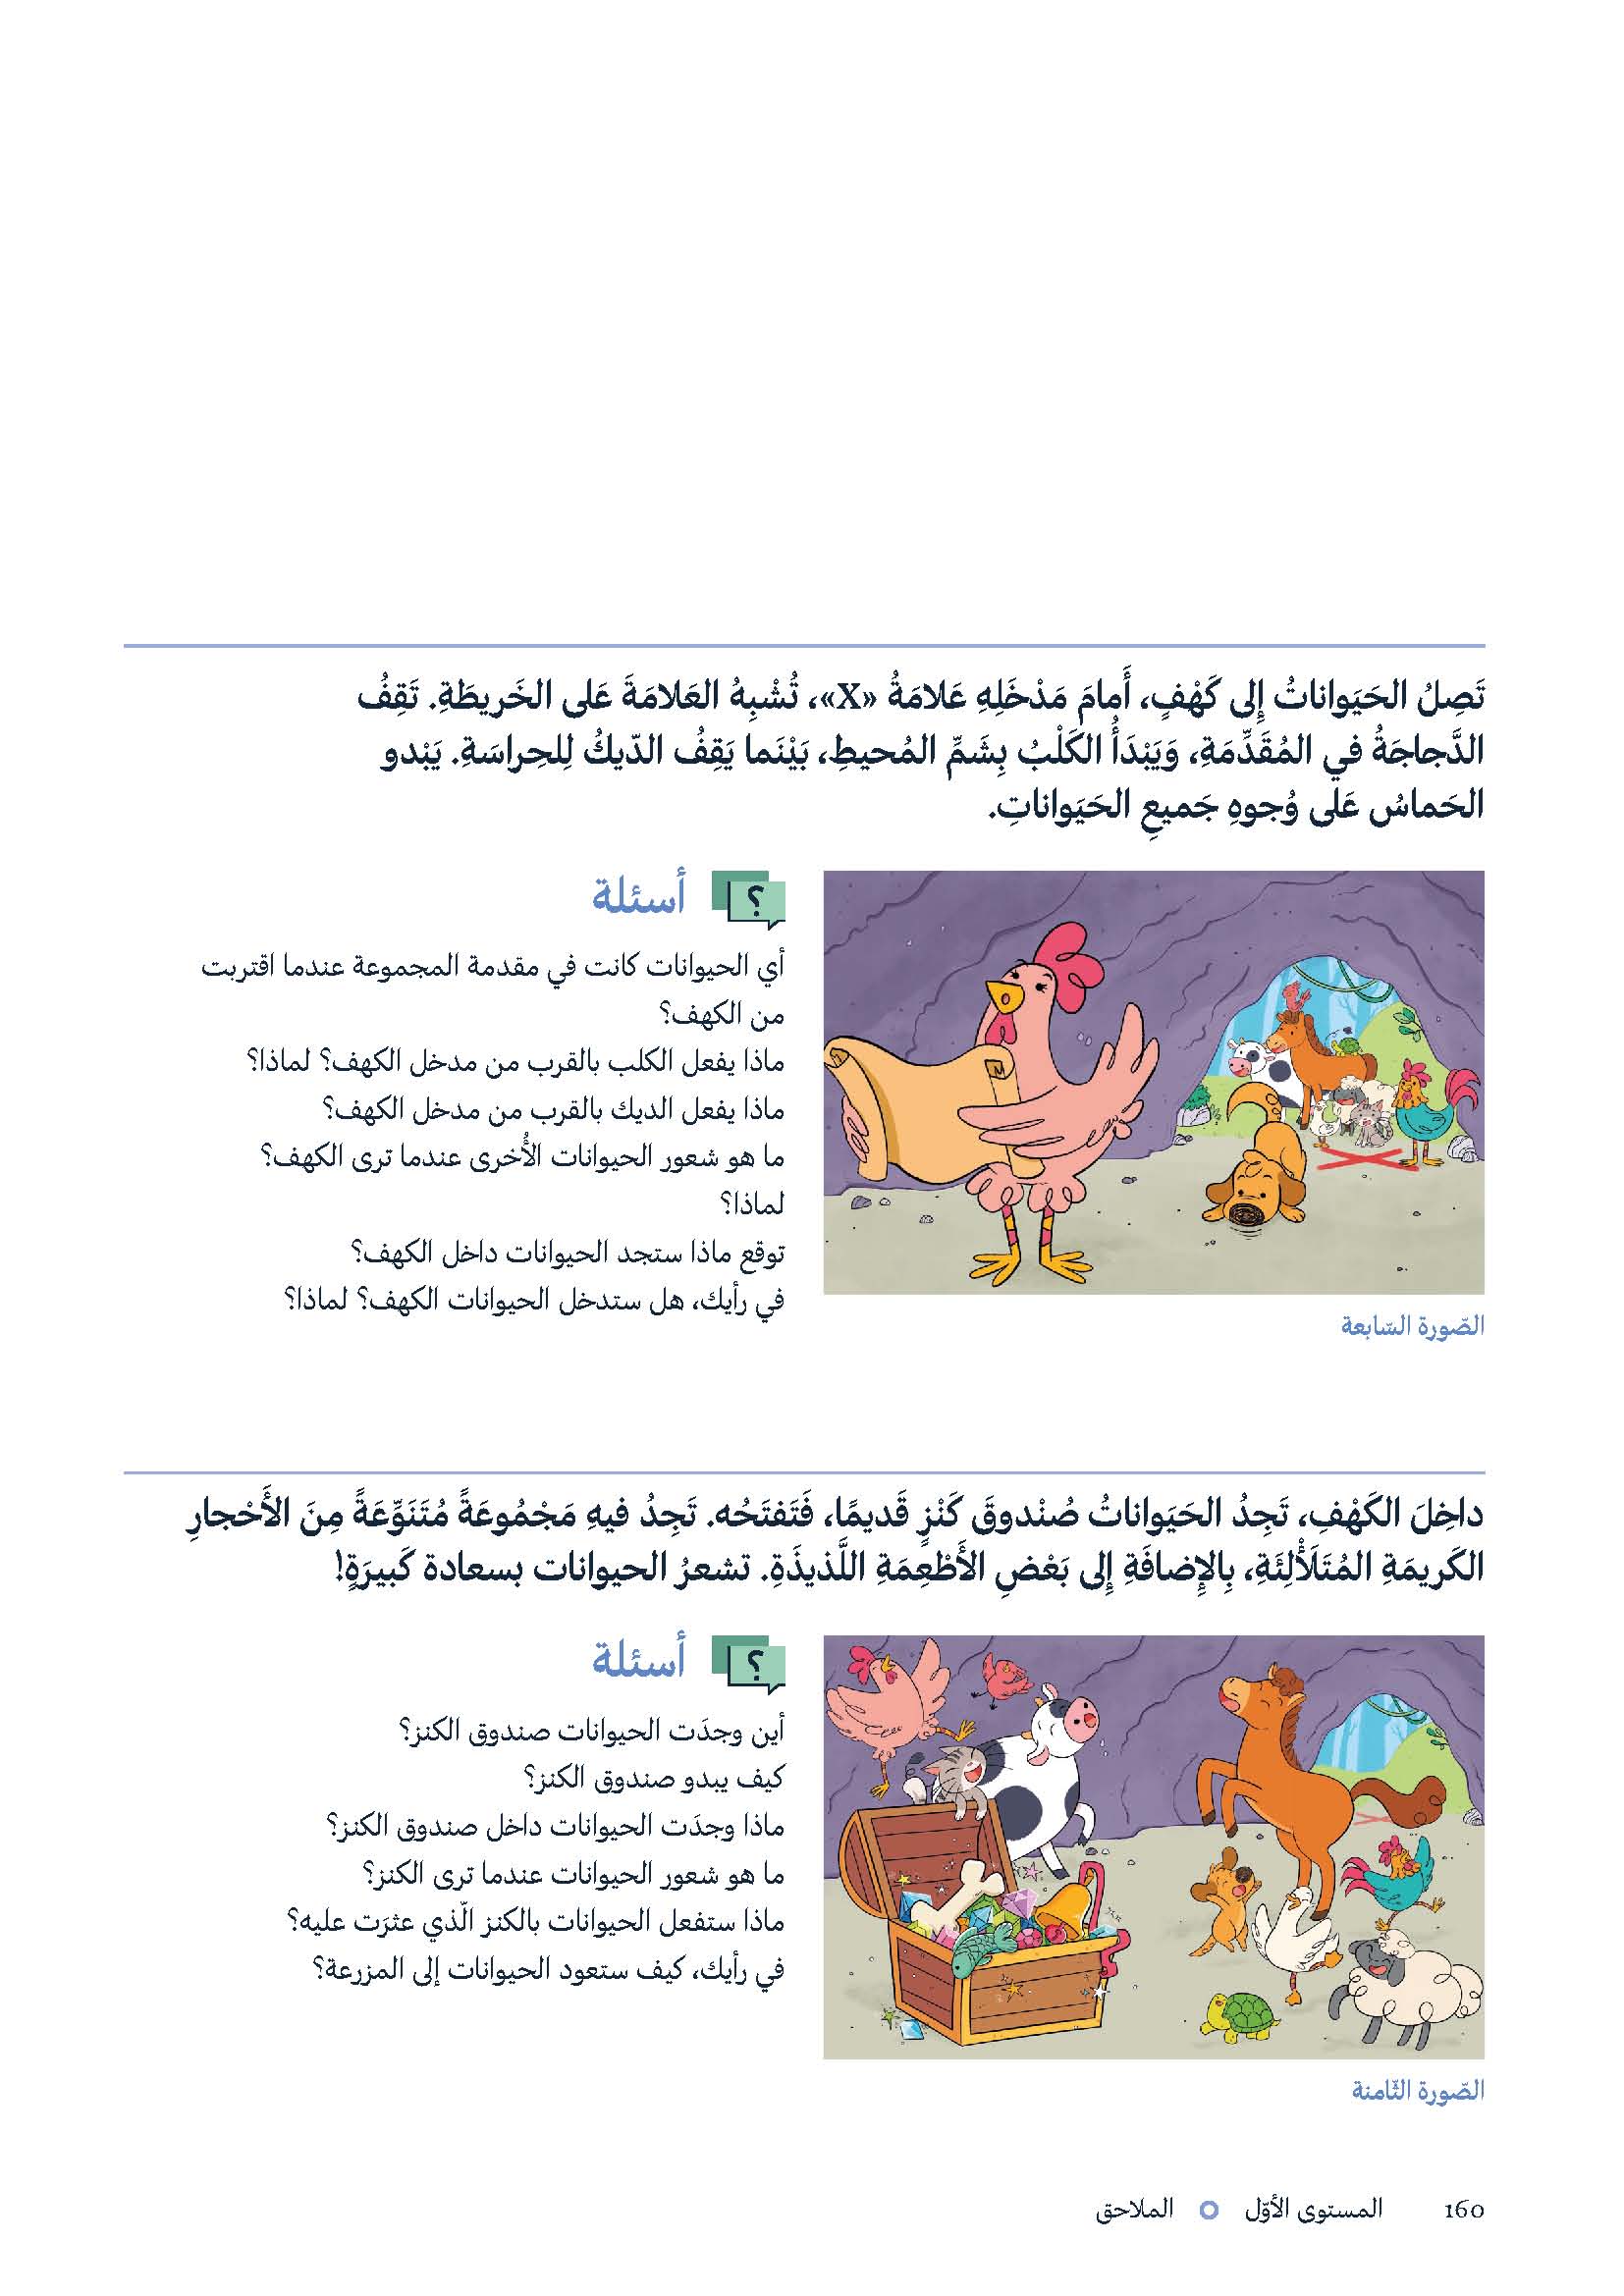 تَصِلُ الحَيَواناتُ إِلى كَهْفٍ، أَمامَ مَدْخَلِهِ عَلامَةُ «X»، تُشْبِهُ العَلامَةَ عَلى الخَريطَةِ. تَقِفُ
الدَّجاجَةُ في المُقَدِّمَةِ، وَيَبْدَأُ الكَلْبُ بِشَمِّ المُحيطِ، بَيْنَما يَقِفُ الدّيكُ لِلحِراسَةِ. يَبْدو
الحَماسُ عَلى وُجوهِ جَميعِ الحَيَواناتِ.
؟ أسئلة
أي الحيوانات كانت في مقدمة المجموعة عندما اقتربت
من الكهف؟
ماذا يفعل الكلب بالقرب من مدخل الكهف؟ لماذا؟
ماذا يفعل الديك بالقرب من مدخل الكهف؟
ما هو شعور الحيوانات الأُخرى عندما ترى الكهف؟
لماذا؟
توقع ماذا ستجد الحيوانات داخل الكهف؟
في رأيك، هل ستدخل الحيوانات الكهف؟ لماذا؟
الصّورة السّابعة
داخِلَ الكَهْفِ، تَجِدُ الحَيَواناتُ صُنْدوقَ كَنْزٍ قَديمًا، فَتَفتَحُه. تَجِدُ فيهِ مَجْمُوعَةً مُتَنَوِّعَةً مِنَ الأَحْجارِ
الكَريمَةِ المُتَلَأْلِئَةِ، بِالإِضافَةِ إِلى بَعْضِ الأَطْعِمَةِ اللَّذيذَةِ. تشعرُ الحيوانات بسعادة كَبيرَةٍ!
؟ أسئلة
أين وجدَت الحيوانات صندوق الكنز؟
كيف يبدو صندوق الكنز؟
ماذا وجدَت الحيوانات داخل صندوق الكنز؟
ما هو شعور الحيوانات عندما ترى الكنز؟
ماذا ستفعل الحيوانات بالكنز الّذي عثرَت عليه؟
في رأيك، كيف ستعود الحيوانات إلى المزرعة؟
الصّورة الثّامنة
160 المستوى الأوّل الملاحق